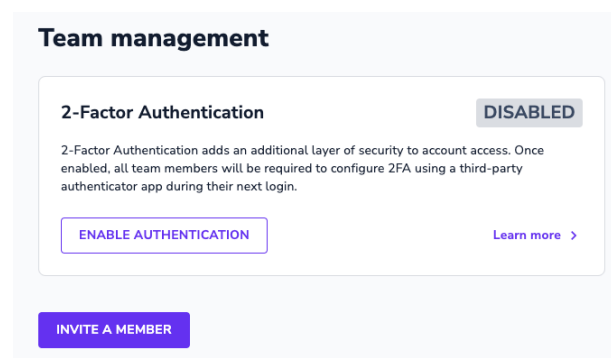 Team management
2-Factor Authentication
DISABLED
2-Factor Authentication adds an additional layer of security to account access. Once
enabled, all team members will be required to configure 2FA using a third-party
authenticator app during their next login.
ENABLE AUTHENTICATION
Learn more
INVITE A MEMBER